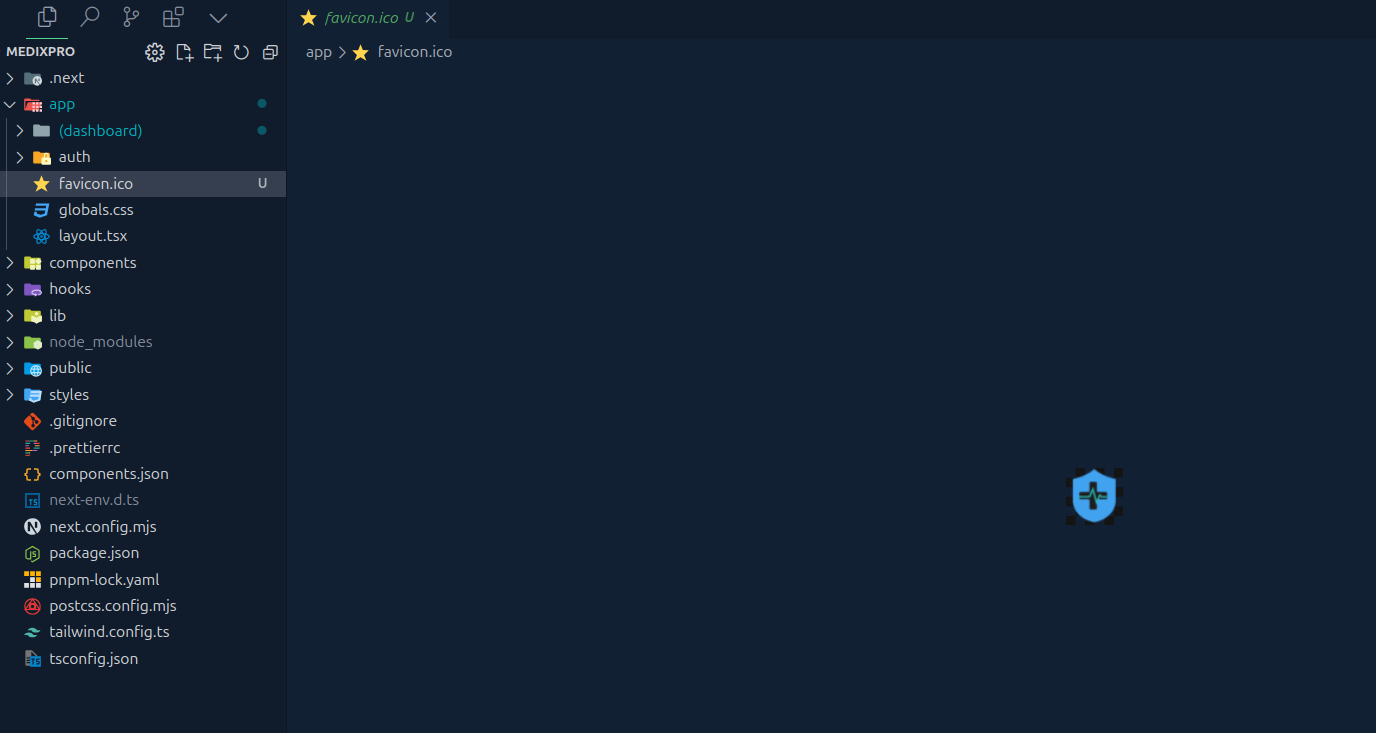 favicon.ico U
MEDIXPRO
app > favicon.ico
.next
app
(dashboard)
auth
favicon.ico U
globals.css
layout.tsx
components
hooks
lib
node_modules
public
styles
.gitignore
.prettierrc
components.json
next-env.d.ts
next.config.mjs
package.json
pnpm-lock.yaml
postcss.config.mjs
tailwind.config.ts
tsconfig.json